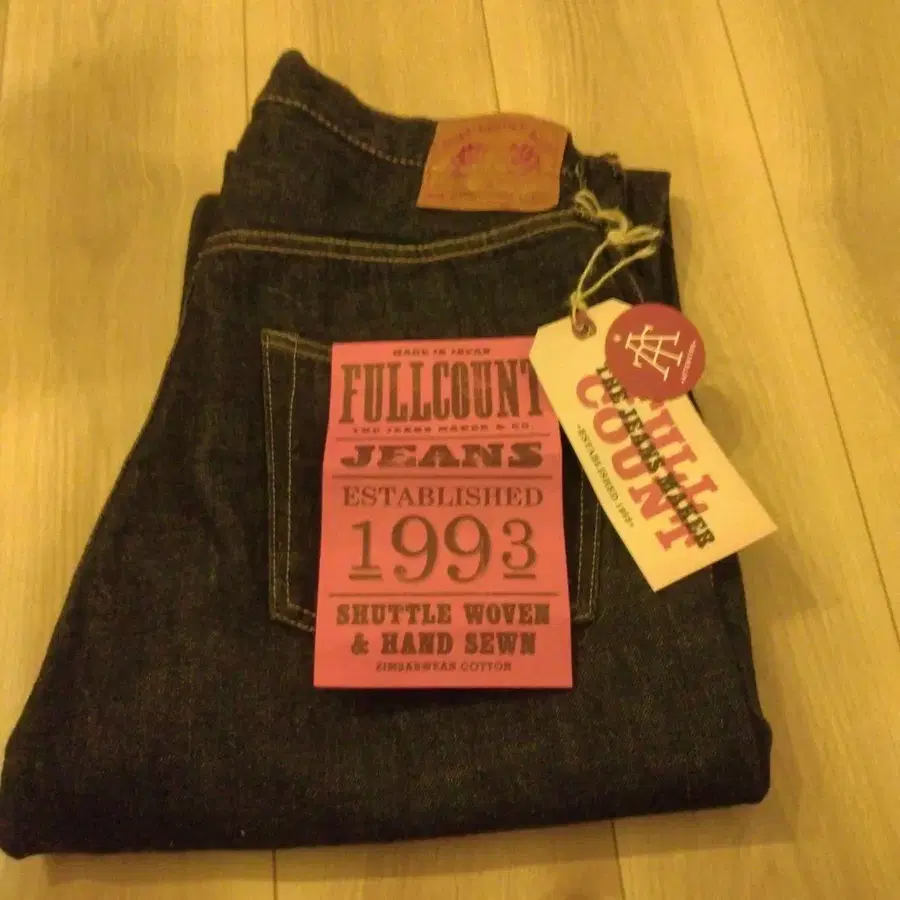 MADE IN JAPAN
FULLCOUNT
THE JEANS MAKER & CO.
JEANS
ESTABLISHED
1993
SHUTTLE WOVEN
& HAND SEWN
ZIMBABWEAN COTTON
FULL
COUNT
THE JEANS MAKER
·ESTABLISHED·1993·